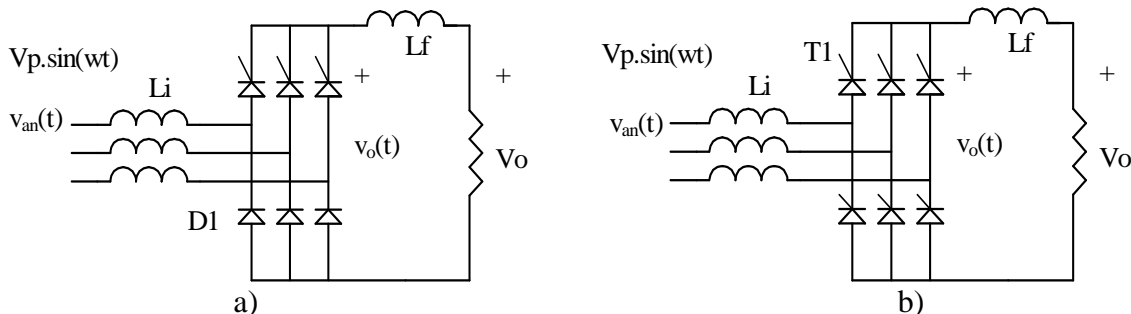 Vp.sin(wt)
Li
van(t)
D1
Lf
+
+
vo(t)
Vo
a)
Vp.sin(wt)
Li
van(t)
T1
Lf
+
+
vo(t)
Vo
b)